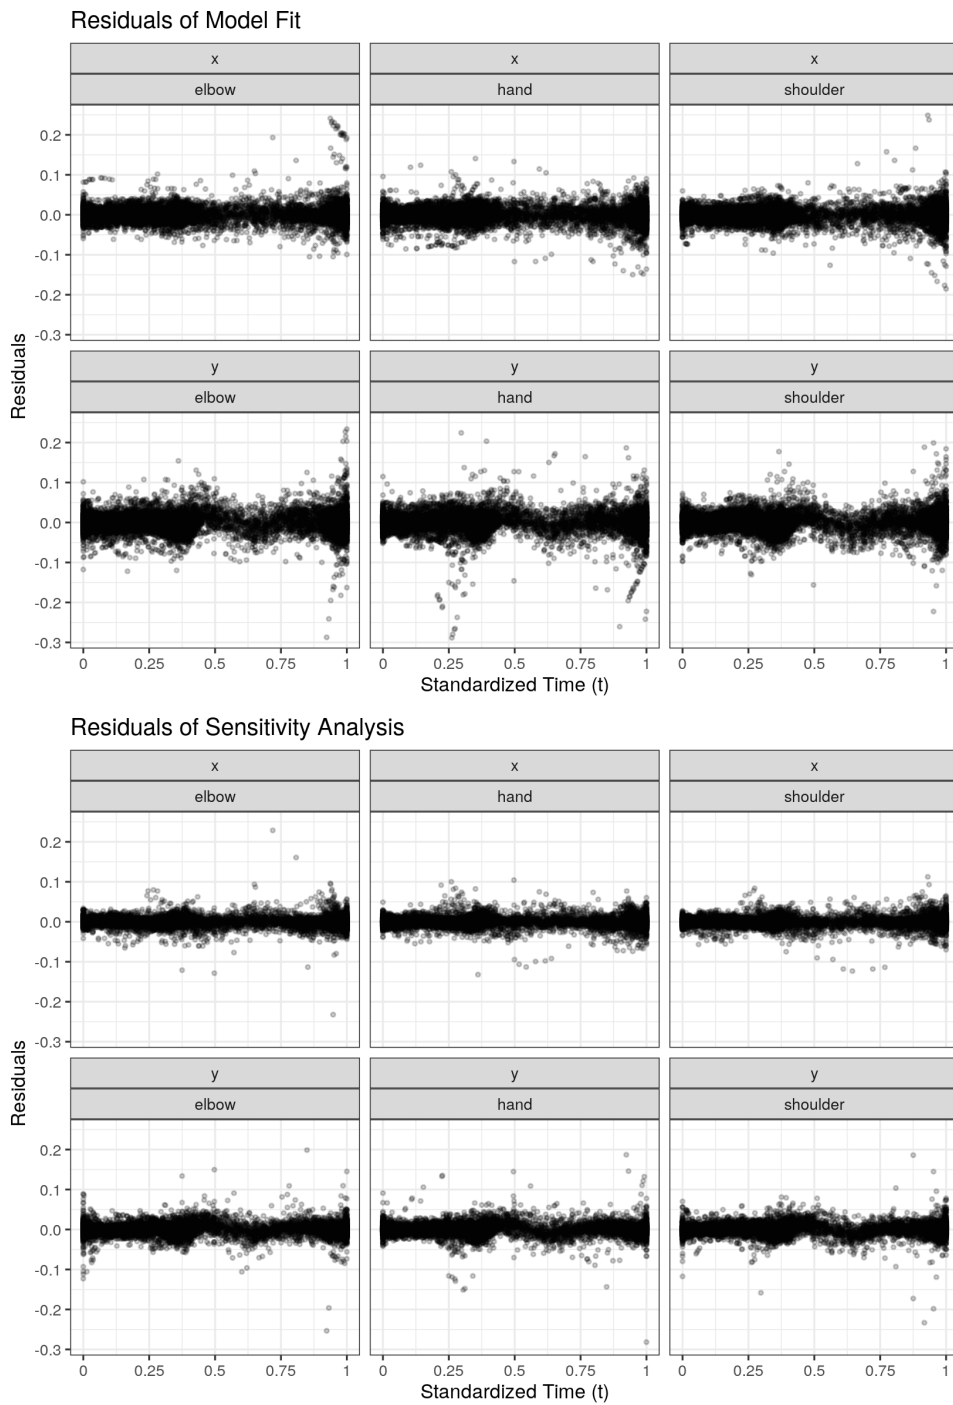 Residuals of Model Fit
x x x
elbow hand shoulder
0.2
0.1
0.0
-0.1
-0.2
-0.3
y y y
elbow hand shoulder
0.2
0.1
0.0
-0.1
-0.2
-0.3
Residuals
0 0.25 0.5 0.75 1 0 0.25 0.5 0.75 1 0 0.25 0.5 0.75 1
Standardized Time (t)
Residuals of Sensitivity Analysis
x x x
elbow hand shoulder
0.2
0.1
0.0
-0.1
-0.2
-0.3
y y y
elbow hand shoulder
0.2
0.1
0.0
-0.1
-0.2
-0.3
Residuals
0 0.25 0.5 0.75 1 0 0.25 0.5 0.75 1 0 0.25 0.5 0.75 1
Standardized Time (t)